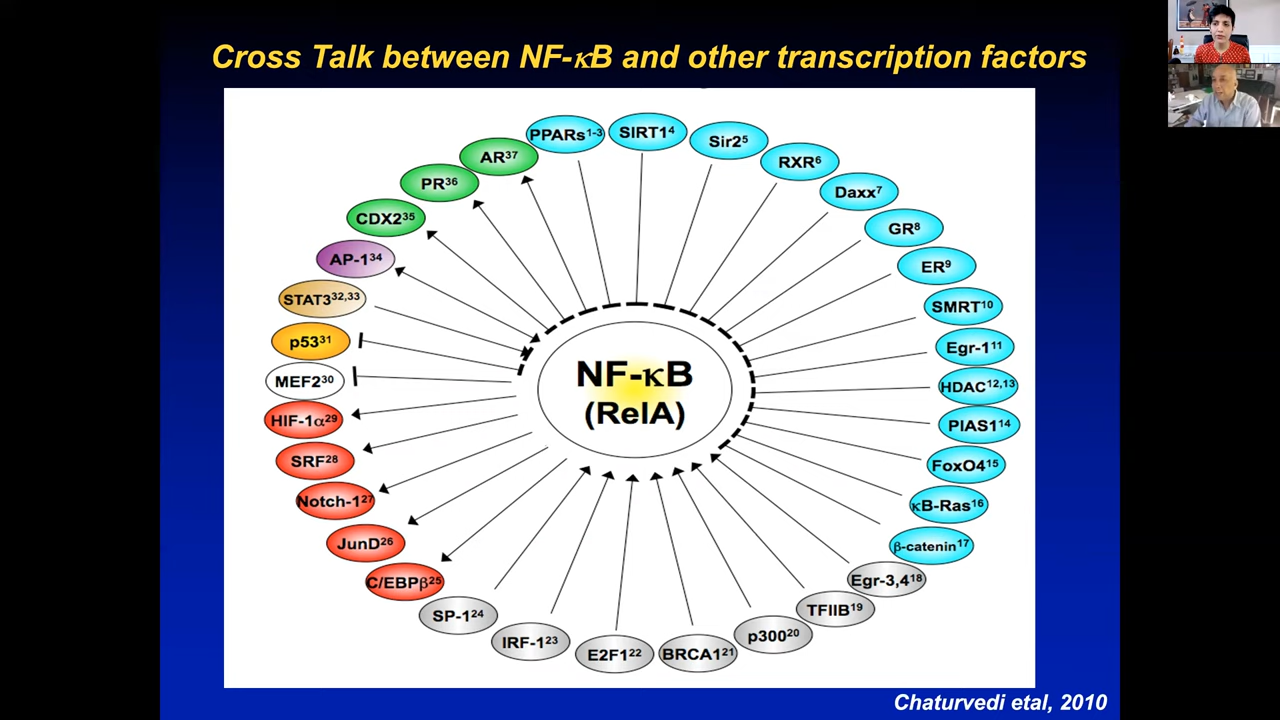 Cross Talk between NF-κB and other transcription factors
PPARs1-3
SIRT14
Sir25
RXR6
Daxx7
GR8
ER9
SMRT10
Egr-111
HDAC12,13
PIAS114
FoxO415
κB-Ras16
β-catenin17
Egr-3,418
TFIIB19
p30020
BRCA121
E2F122
IRF-123
SP-124
C/EBPβ25
JunD26
Notch-127
SRF28
HIF-1α29
MEF230
p5331
STAT332,33
AP-134
CDX235
PR36
AR37
NF-κB
(RelA)
Chaturvedi etal, 2010